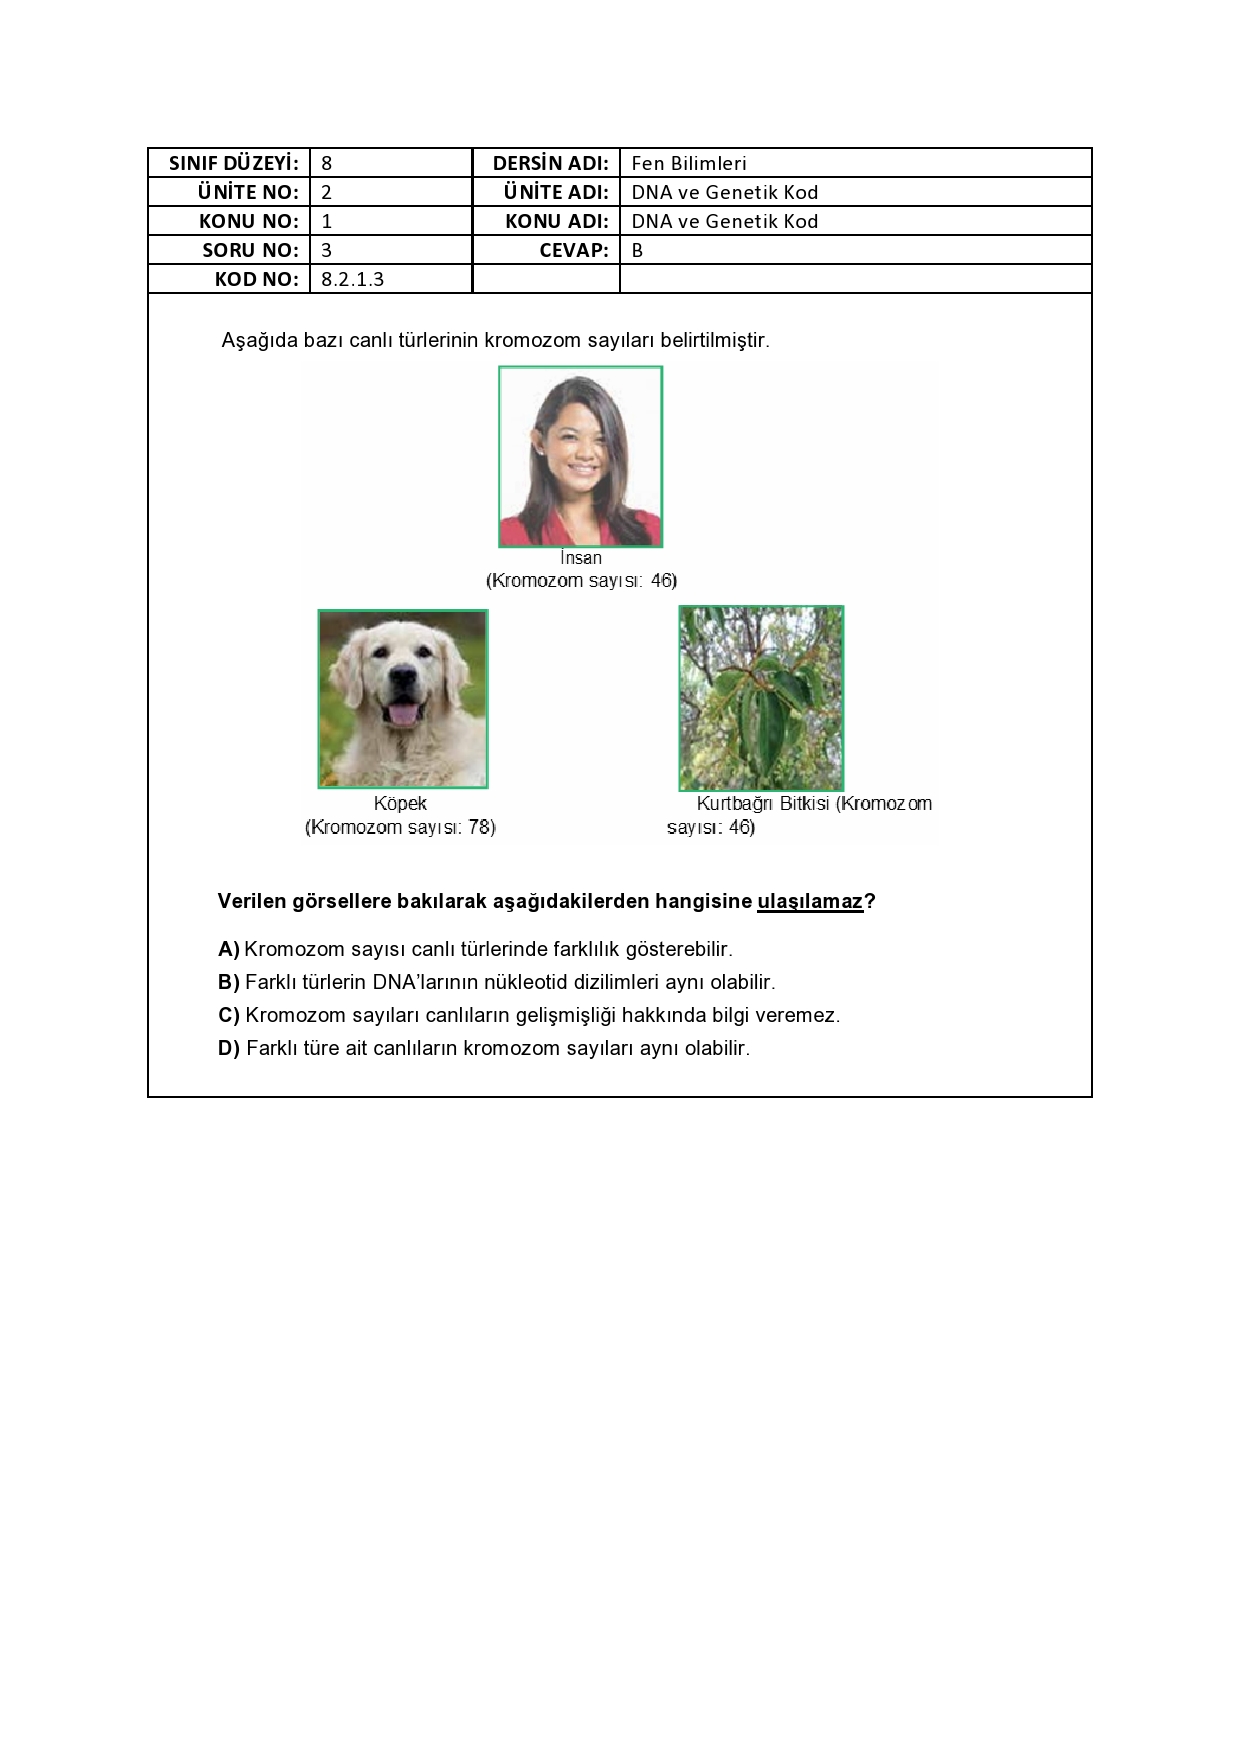 SINIF DÜZEYİ: 8 DERSİN ADI: Fen Bilimleri
ÜNİTE NO: 2 ÜNİTE ADI: DNA ve Genetik Kod
KONU NO: 1 KONU ADI: DNA ve Genetik Kod
SORU NO: 3 CEVAP: B
KOD NO: 8.2.1.3
Aşağıda bazı canlı türlerinin kromozom sayıları belirtilmiştir.
İnsan
(Kromozom sayısı: 46)
Köpek
(Kromozom sayısı: 78)
Kurtbağrı Bitkisi (Kromozom
sayısı: 46)
Verilen görsellere bakılarak aşağıdakilerden hangisine ulaşılamaz?
A) Kromozom sayısı canlı türlerinde farklılık gösterebilir.
B) Farklı türlerin DNA’larının nükleotid dizilimleri aynı olabilir.
C) Kromozom sayıları canlıların gelişmişliği hakkında bilgi veremez.
D) Farklı türe ait canlıların kromozom sayıları aynı olabilir.